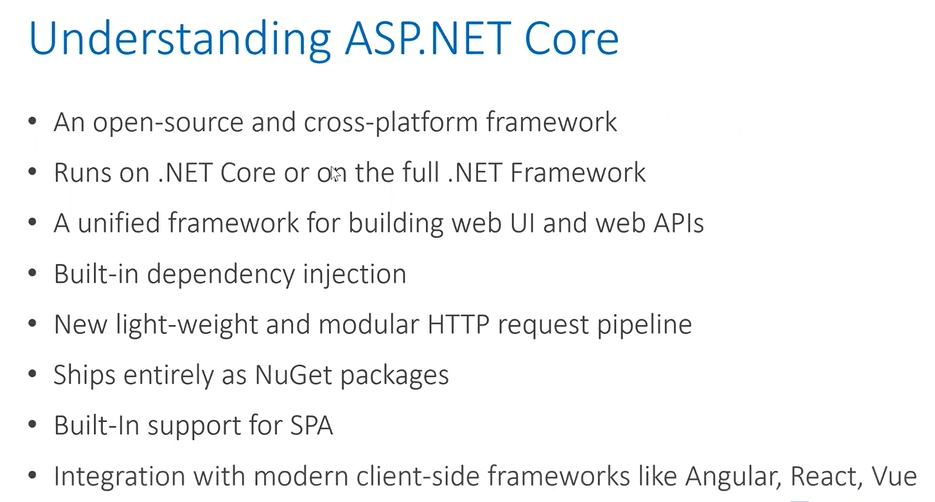 Understanding ASP.NET Core
• An open-source and cross-platform framework
• Runs on .NET Core or on the full .NET Framework
• A unified framework for building web UI and web APIs
• Built-in dependency injection
• New light-weight and modular HTTP request pipeline
• Ships entirely as NuGet packages
• Built-In support for SPA
• Integration with modern client-side frameworks like Angular, React, Vue